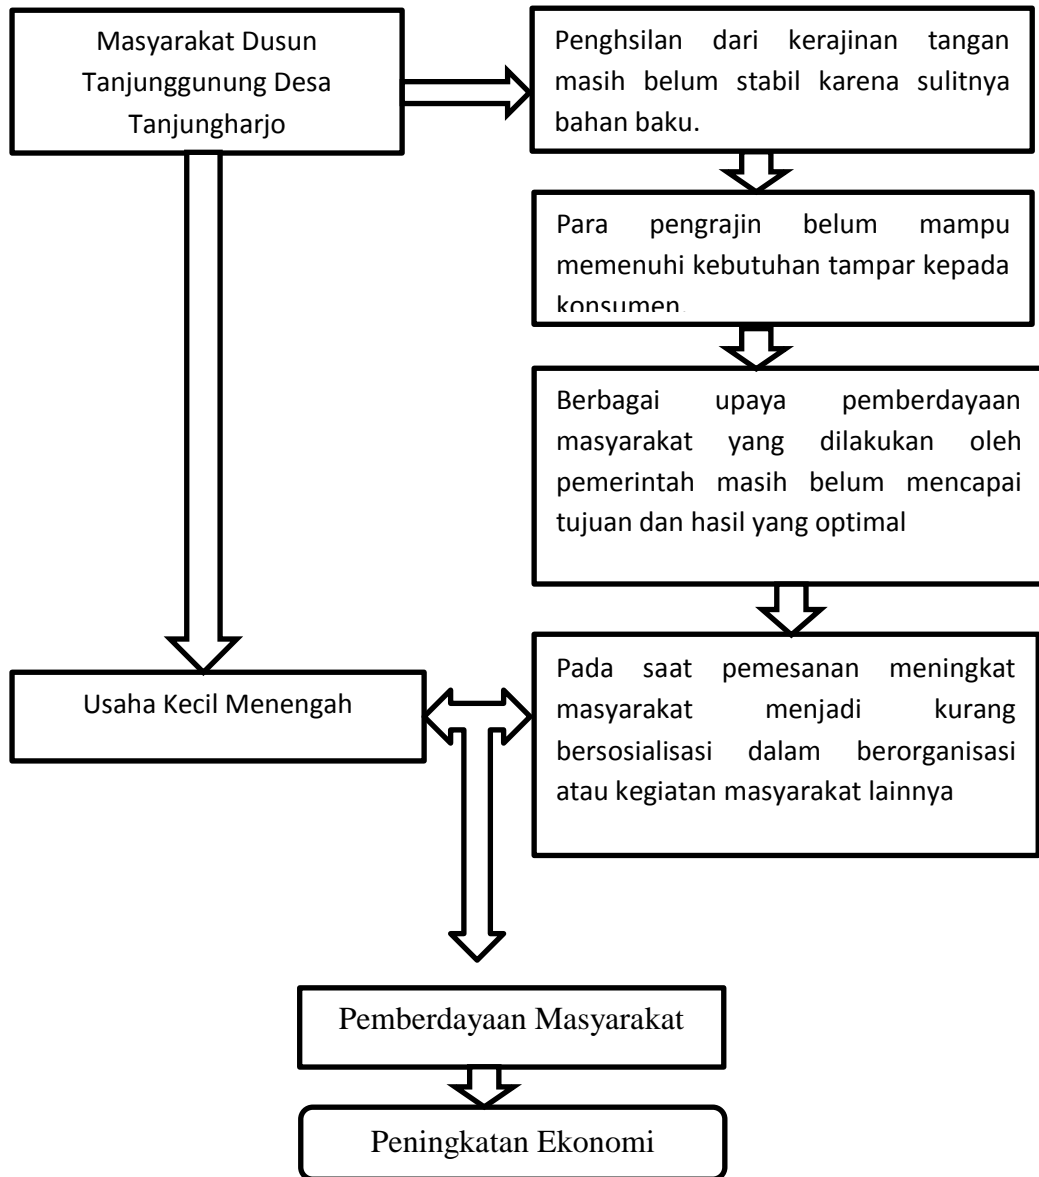 Masyarakat Dusun
Tanjunggunung Desa
Tanjungharjo
Penghsilan dari kerajinan tangan
masih belum stabil karena sulitnya
bahan baku.
Para pengrajin belum mampu
memenuhi kebutuhan tampar kepada
konsumen.
Berbagai upaya pemberdayaan
masyarakat yang dilakukan oleh
pemerintah masih belum mencapai
tujuan dan hasil yang optimal
Usaha Kecil Menengah
Pada saat pemesanan meningkat
masyarakat menjadi kurang
bersosialisasi dalam berorganisasi
atau kegiatan masyarakat lainnya
Pemberdayaan Masyarakat
Peningkatan Ekonomi